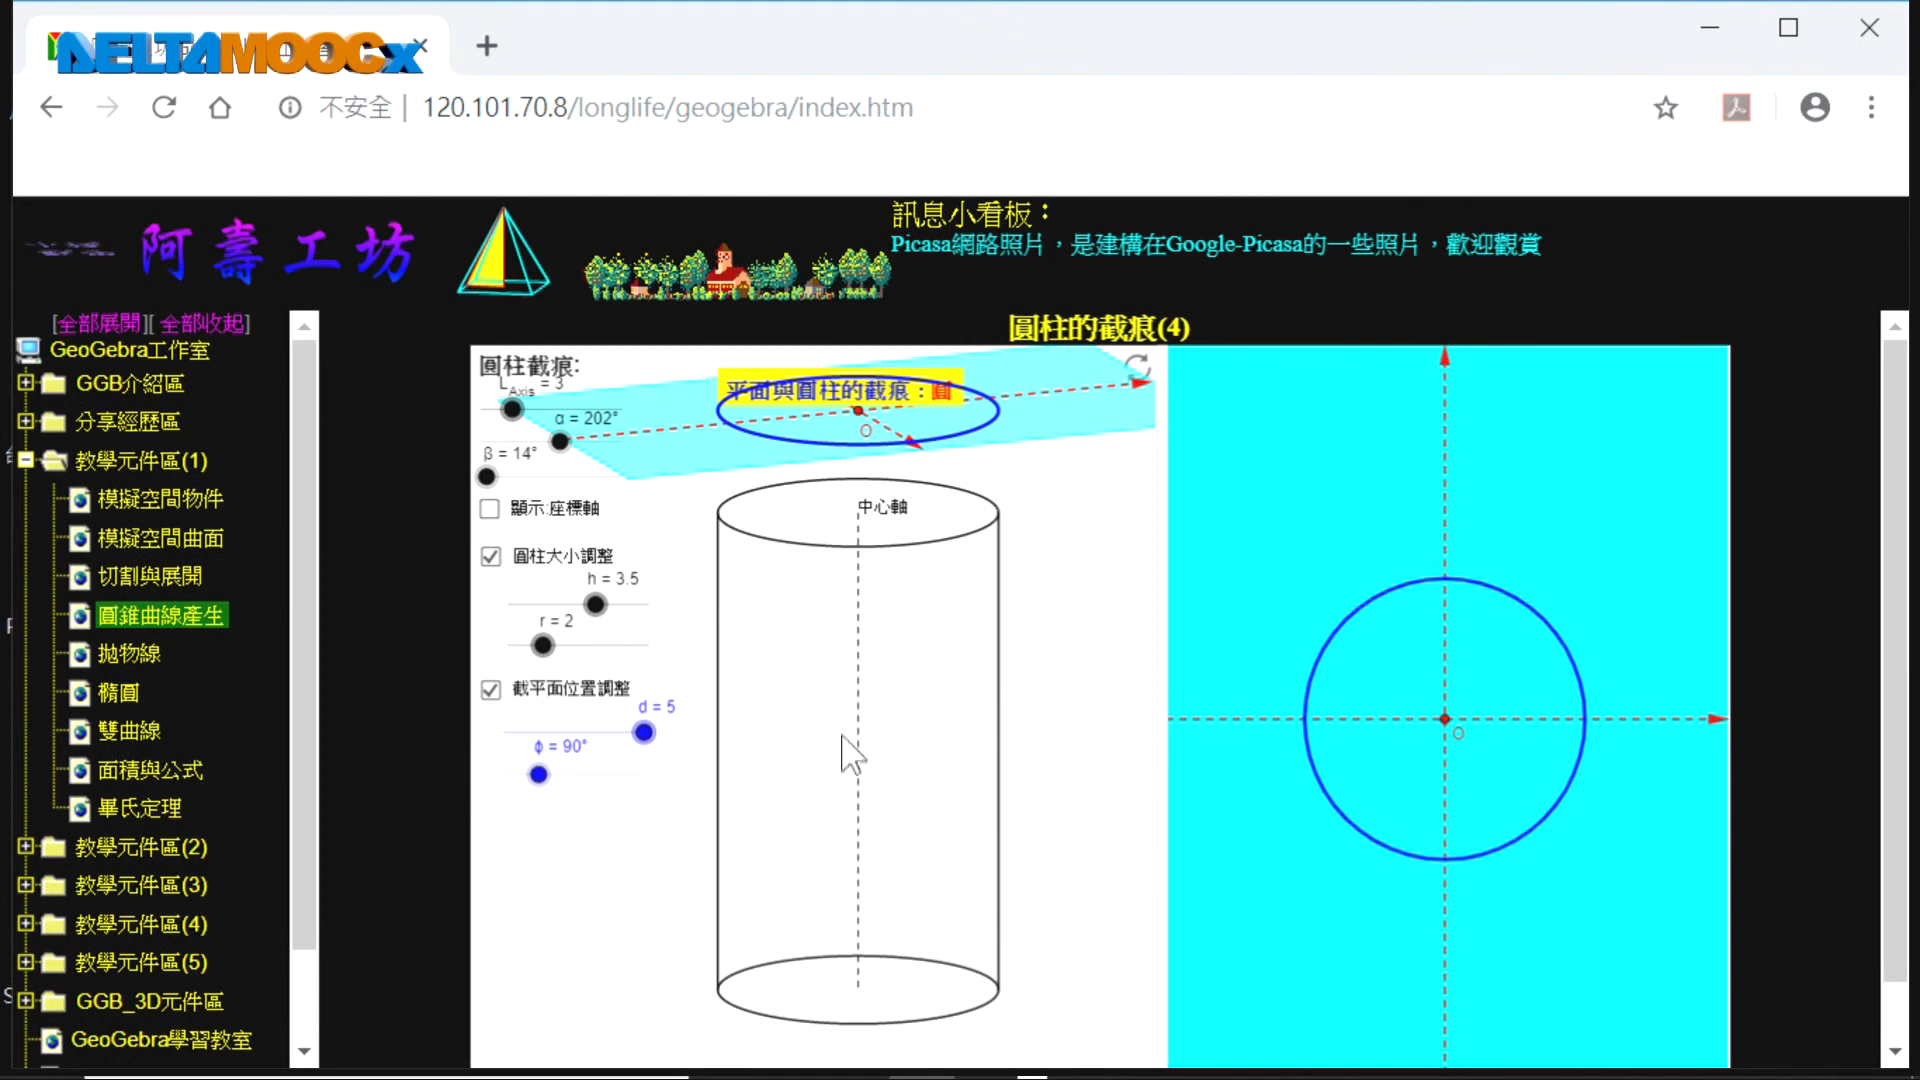 DELTAMOOCx
不安全 120.101.70.8/longlife/geogebra/index.htm
阿壽工坊
訊息小看板：
Picasa網路照片，是建構在Google-Picasa的一些照片，歡迎觀賞
[全部展開][ 全部收起]
GeoGebra工作室
GGB介紹區
分享經歷區
教學元件區(1)
模擬空間物件
模擬空間曲面
切割與展開
圓錐曲線產生
拋物線
橢圓
雙曲線
面積與公式
畢氏定理
教學元件區(2)
教學元件區(3)
教學元件區(4)
教學元件區(5)
GGB_3D元件區
GeoGebra學習教室
圓柱的截痕(4)
圓柱截痕:
L Axis = 3
α = 202°
β = 14°
平面與圓柱的截痕：圓
O
中心軸
顯示:座標軸
圓柱大小調整
h = 3.5
r = 2
截平面位置調整
d = 5
ϕ = 90°
O